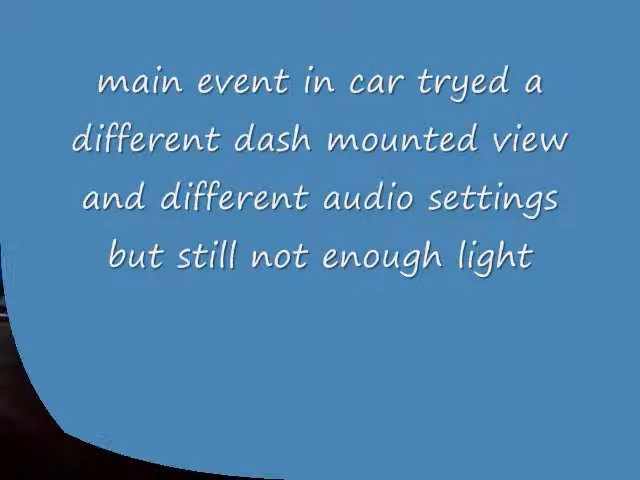 main event in car tryed a
different dash mounted view
and different audio settings
but still not enough light